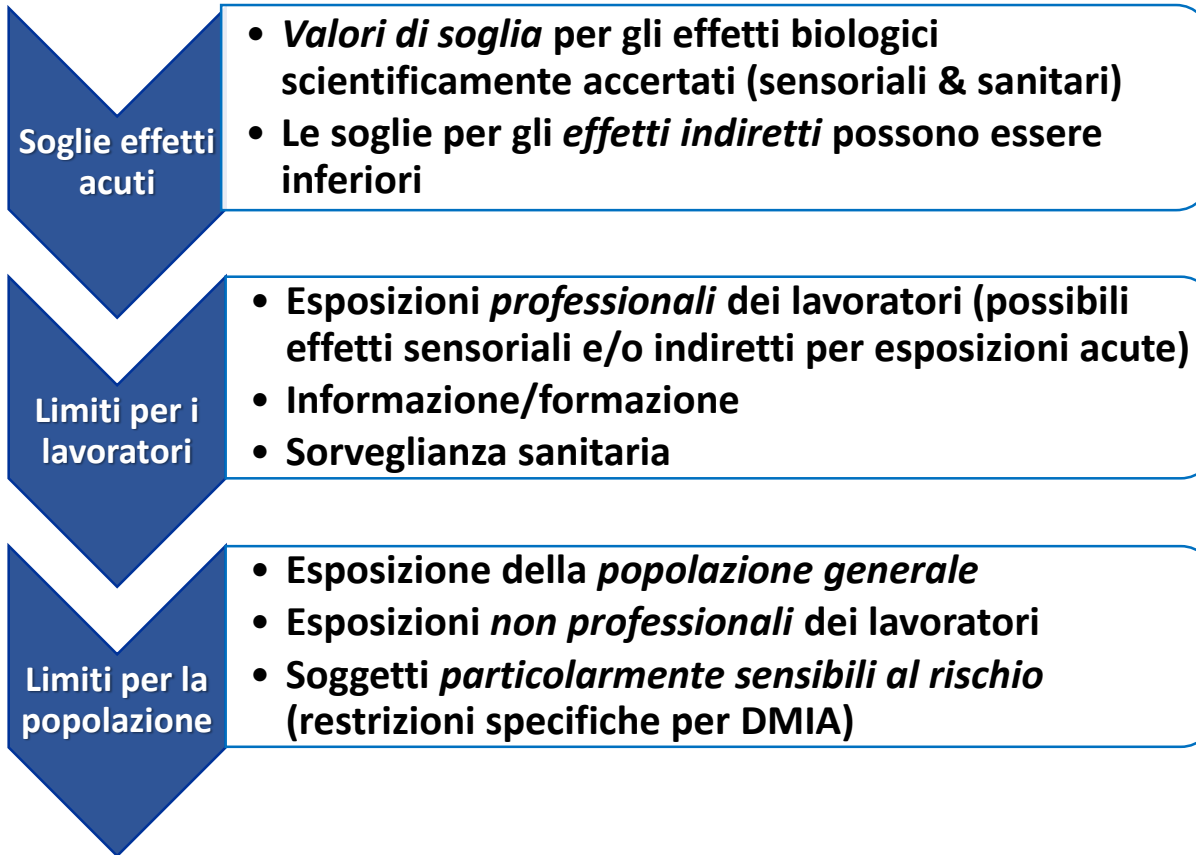 Soglie effetti
acuti
• Valori di soglia per gli effetti biologici
scientificamente accertati (sensoriali & sanitari)
• Le soglie per gli effetti indiretti possono essere
inferiori
Limiti per i
lavoratori
• Esposizioni professionali dei lavoratori (possibili
effetti sensoriali e/o indiretti per esposizioni acute)
• Informazione/formazione
• Sorveglianza sanitaria
Limiti per la
popolazione
• Esposizione della popolazione generale
• Esposizioni non professionali dei lavoratori
• Soggetti particolarmente sensibili al rischio
(restrizioni specifiche per DMIA)